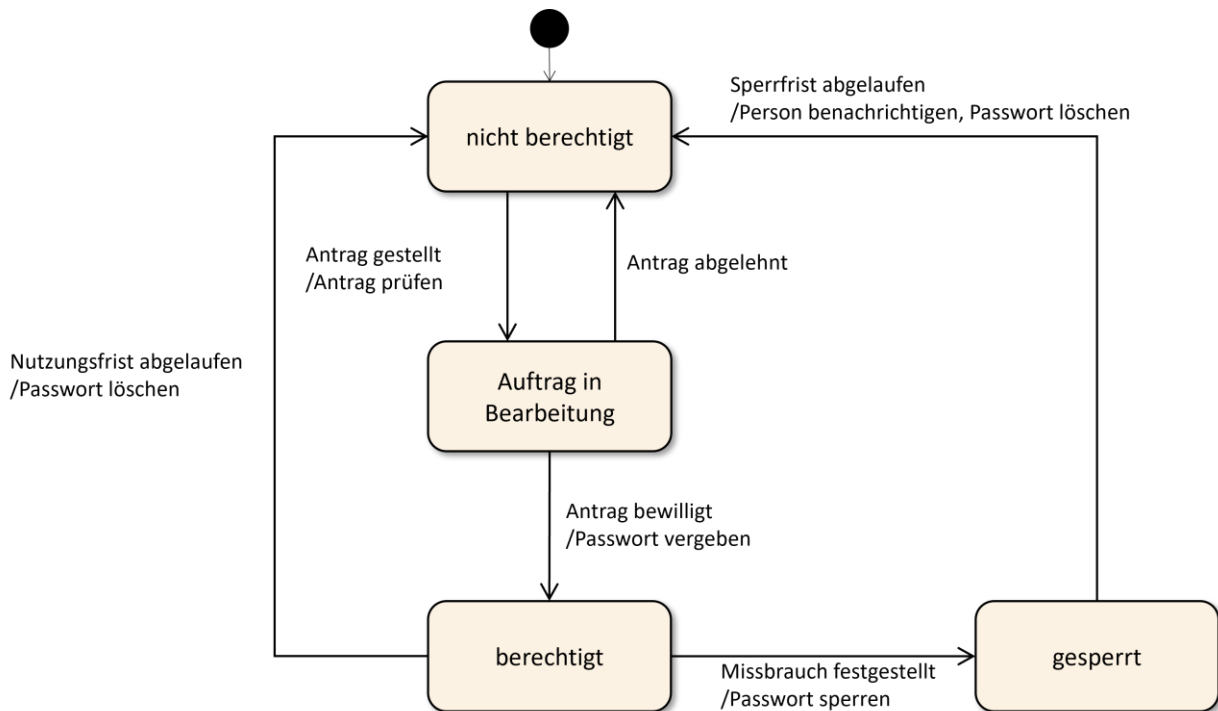 Sperrfrist abgelaufen
/Person benachrichtigen, Passwort löschen
nicht berechtigt
Antrag gestellt
/Antrag prüfen
Antrag abgelehnt
Nutzungsfrist abgelaufen
/Passwort löschen
Auftrag in
Bearbeitung
Antrag bewilligt
/Passwort vergeben
berechtigt
Missbrauch festgestellt
/Passwort sperren
gesperrt